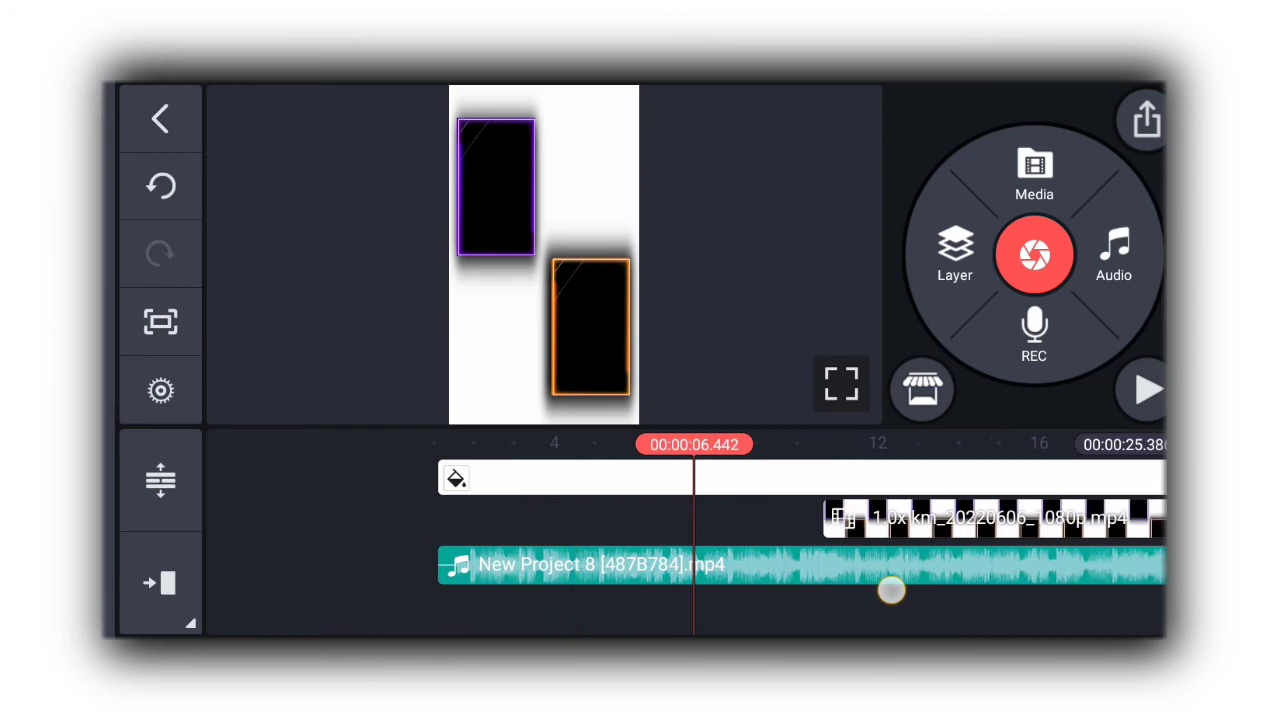 Media
Layer
Audio
REC
4
00:00:06.442
12
16
00:00:25.386
1.0x km_20220606_1080p.mp4
New Project 8 [487B784].mp4